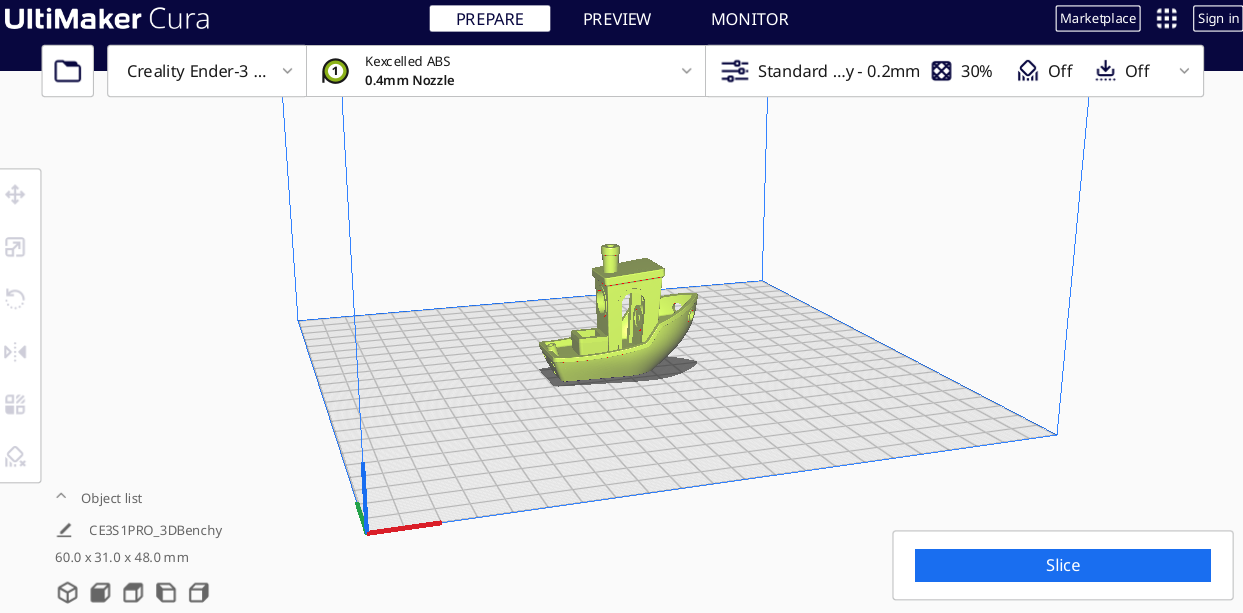 UltiMaker Cura
PREPARE
PREVIEW
MONITOR
Marketplace
Sign in
Creality Ender-3 ...
1
Kexcelled ABS
0.4mm Nozzle
Standard ...y - 0.2mm
30%
Off
Off
Object list
CE3S1PRO_3DBenchy
60.0 x 31.0 x 48.0 mm
Slice